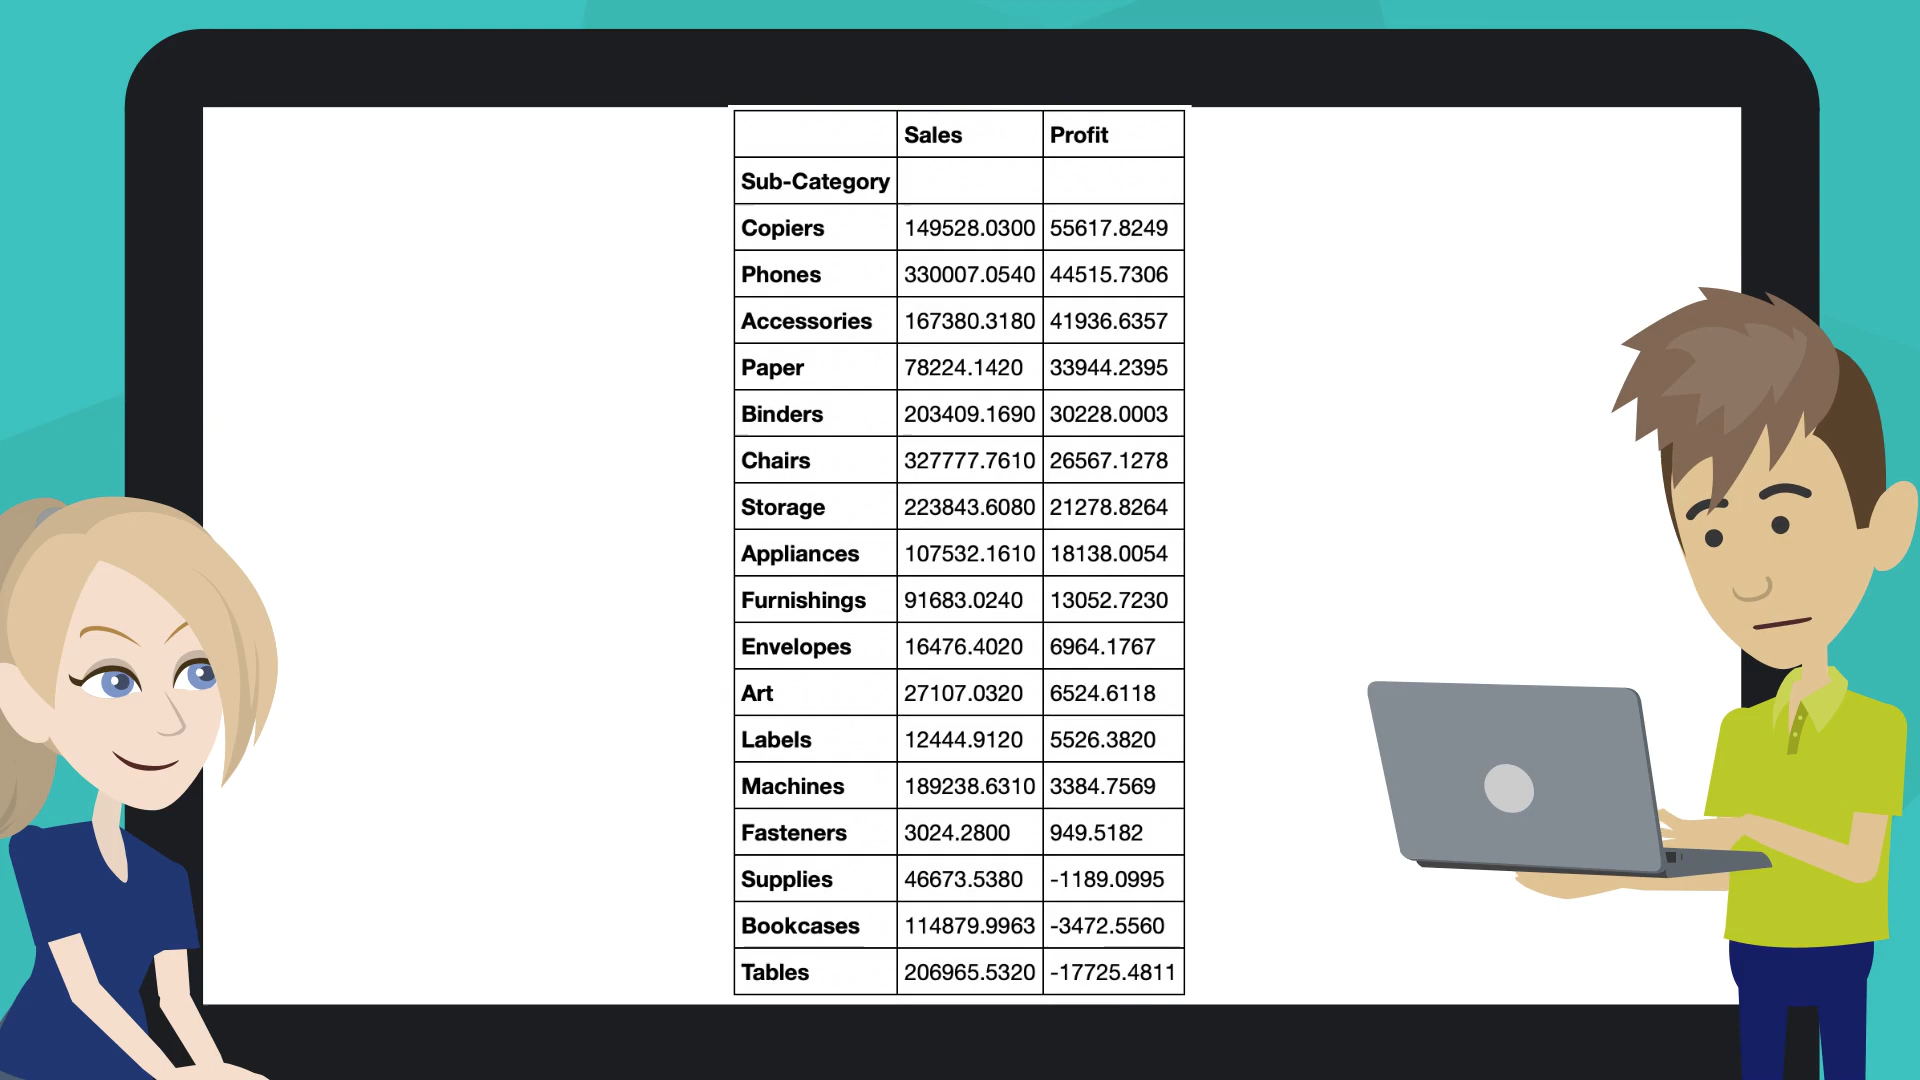 Sales Profit
Sub-Category
Copiers 149528.0300 55617.8249
Phones 330007.0540 44515.7306
Accessories 167380.3180 41936.6357
Paper 78224.1420 33944.2395
Binders 203409.1690 30228.0003
Chairs 327777.7610 26567.1278
Storage 223843.6080 21278.8264
Appliances 107532.1610 18138.0054
Furnishings 91683.0240 13052.7230
Envelopes 16476.4020 6964.1767
Art 27107.0320 6524.6118
Labels 12444.9120 5526.3820
Machines 189238.6310 3384.7569
Fasteners 3024.2800 949.5182
Supplies 46673.5380 -1189.0995
Bookcases 114879.9963 -3472.5560
Tables 206965.5320 -17725.4811